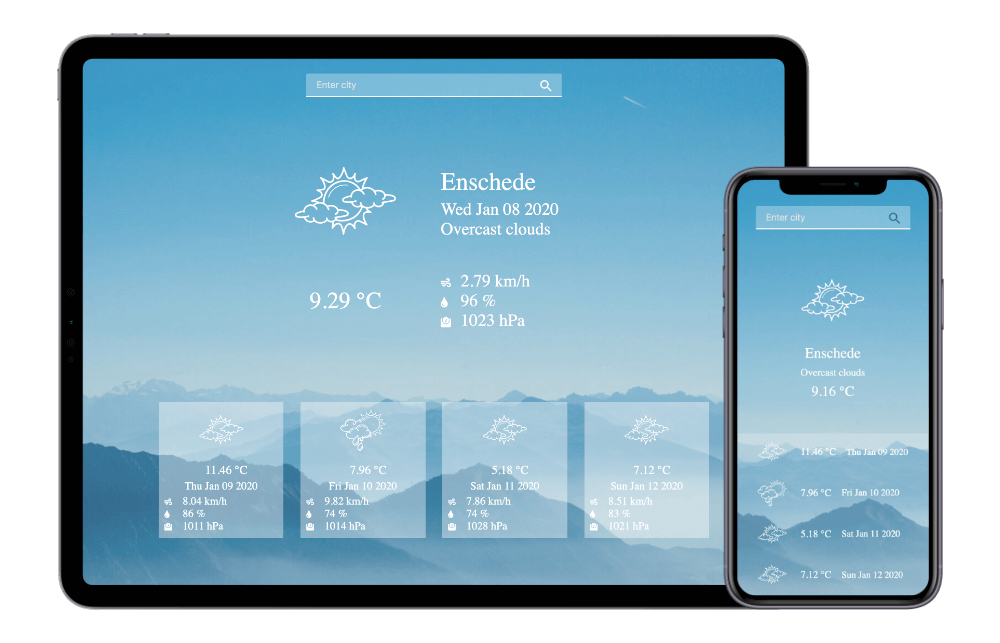 Enter city
Enschede
Wed Jan 08 2020
Overcast clouds
9.29 °C
2.79 km/h
96 %
1023 hPa
11.46 °C
Thu Jan 09 2020
8.04 km/h
86 %
1011 hPa
7.96 °C
Fri Jan 10 2020
9.82 km/h
74 %
1014 hPa
5.18 °C
Sat Jan 11 2020
7.86 km/h
74 %
1028 hPa
7.12 °C
Sun Jan 12 2020
8.51 km/h
83 %
1021 hPa
Enter city
Enschede
Overcast clouds
9.16 °C
11.46 °C Thu Jan 09 2020
7.96 °C Fri Jan 10 2020
5.18 °C Sat Jan 11 2020
7.12 °C Sun Jan 12 2020